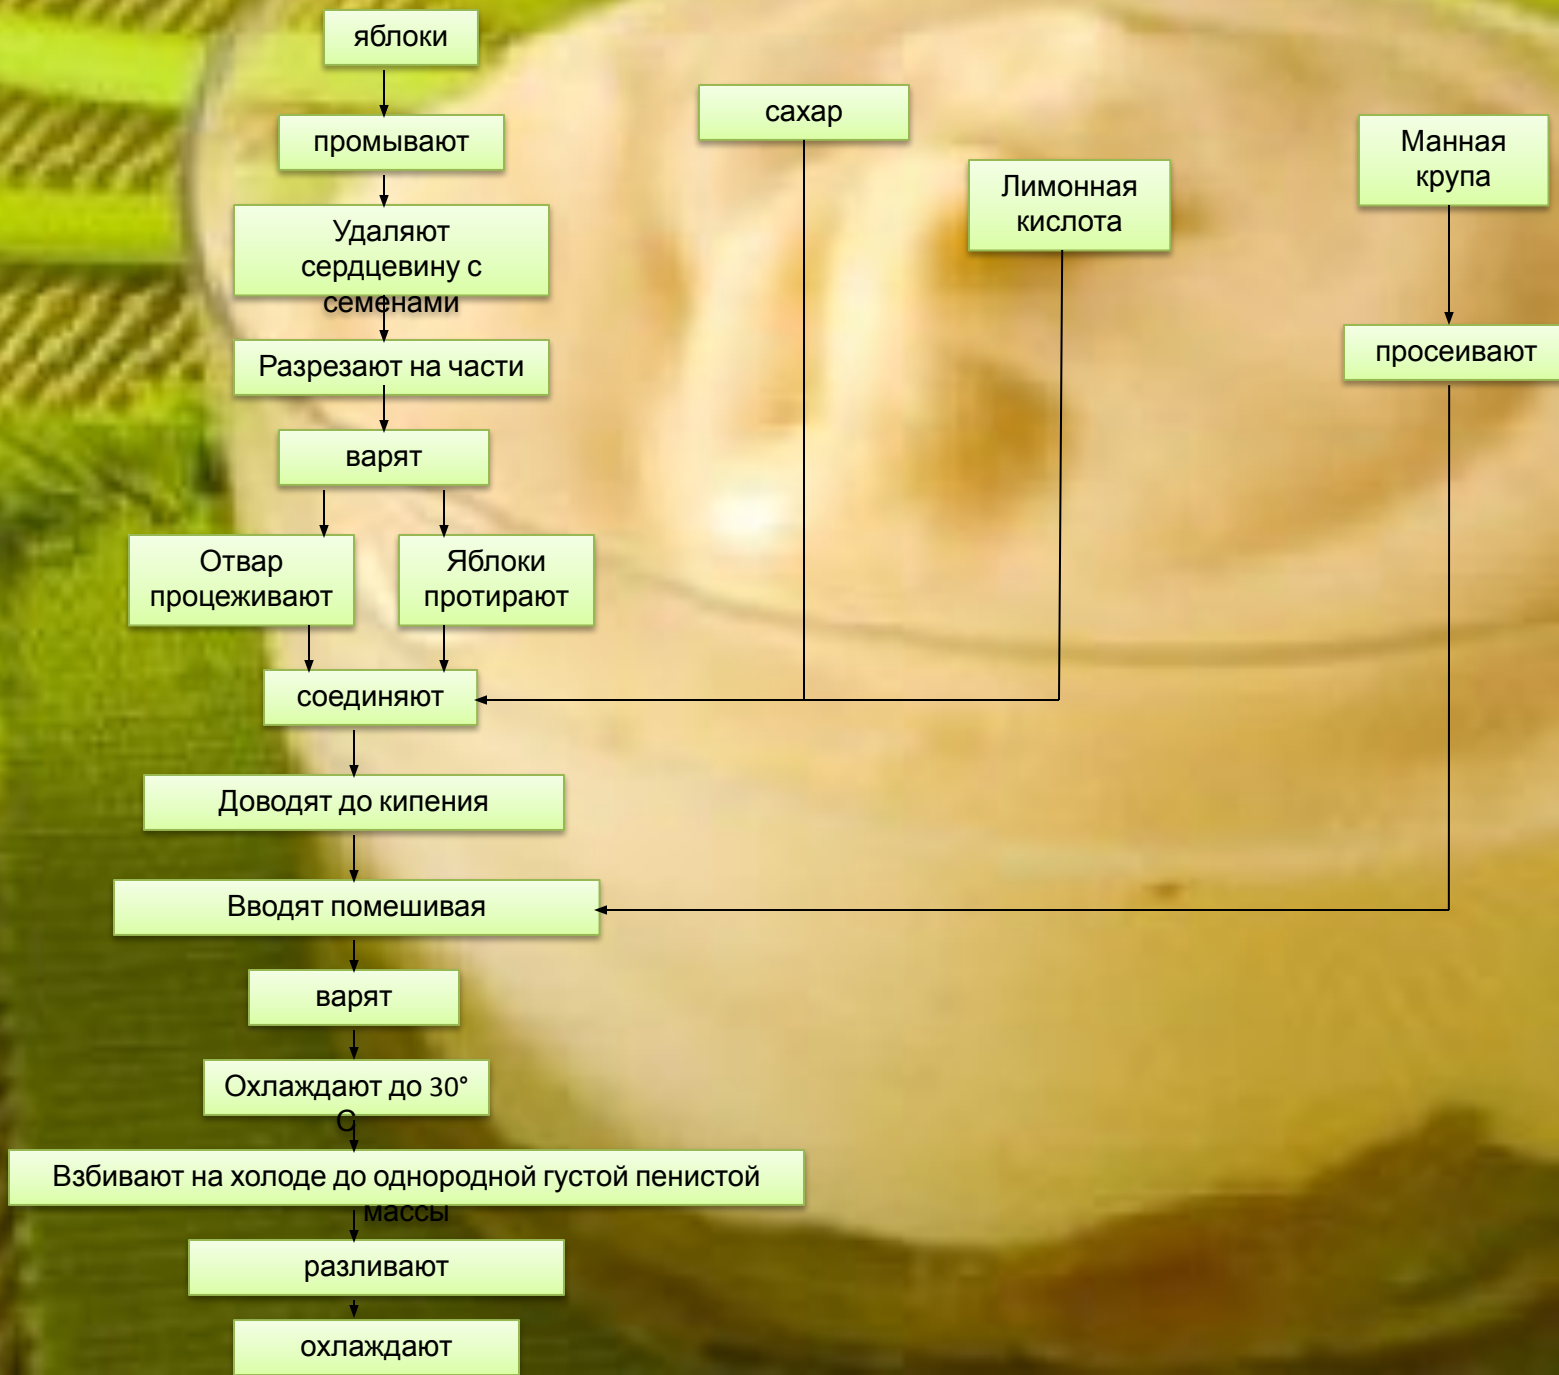 яблоки
промывают
Удаляют
сердцевину с
семенами
Разрезают на части
варят
Отвар
процеживают
Яблоки
протирают
соединяют
Доводят до кипения
Вводят помешивая
варят
Охлаждают до 30°
С
Взбивают на холоде до однородной густой пенистой
массы
разливают
охлаждают
сахар
Лимонная
кислота
Манная
крупа
просеивают